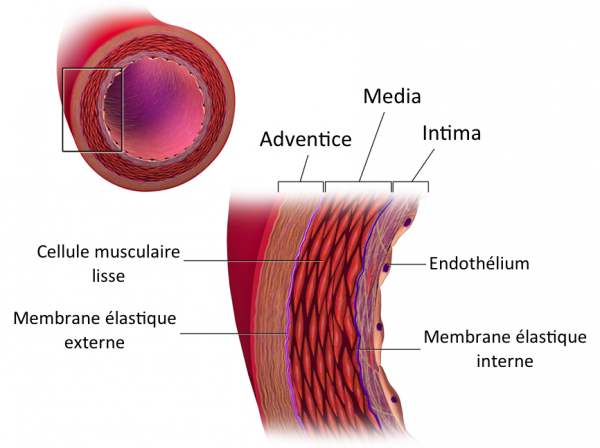 Media
Adventice
Intima
Cellule musculaire
lisse
Endothélium
Membrane élastique
externe
Membrane élastique
interne